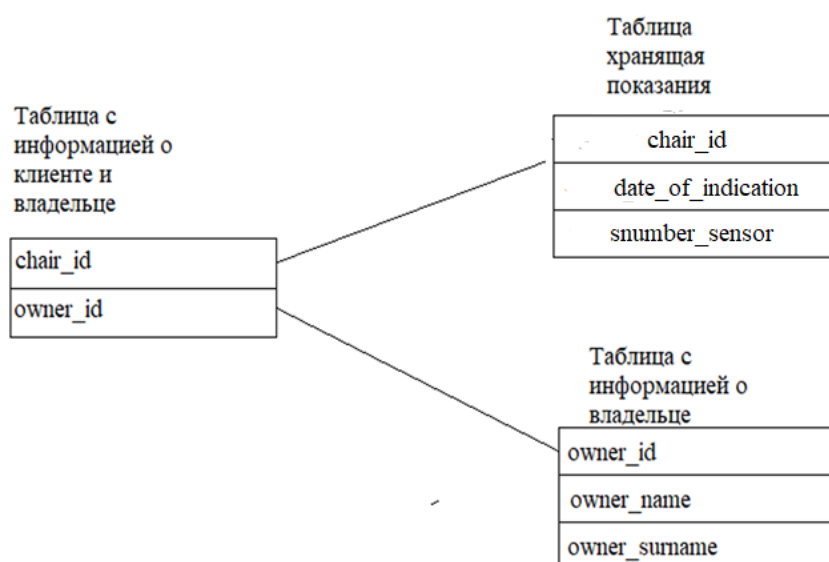 Таблица с
информацией о
клиенте и
владельце
chair_id
owner_id
Таблица
хранящая
показания
chair_id
date_of_indication
snumber_sensor
Таблица с
информацией о
владельце
owner_id
owner_name
owner_surname